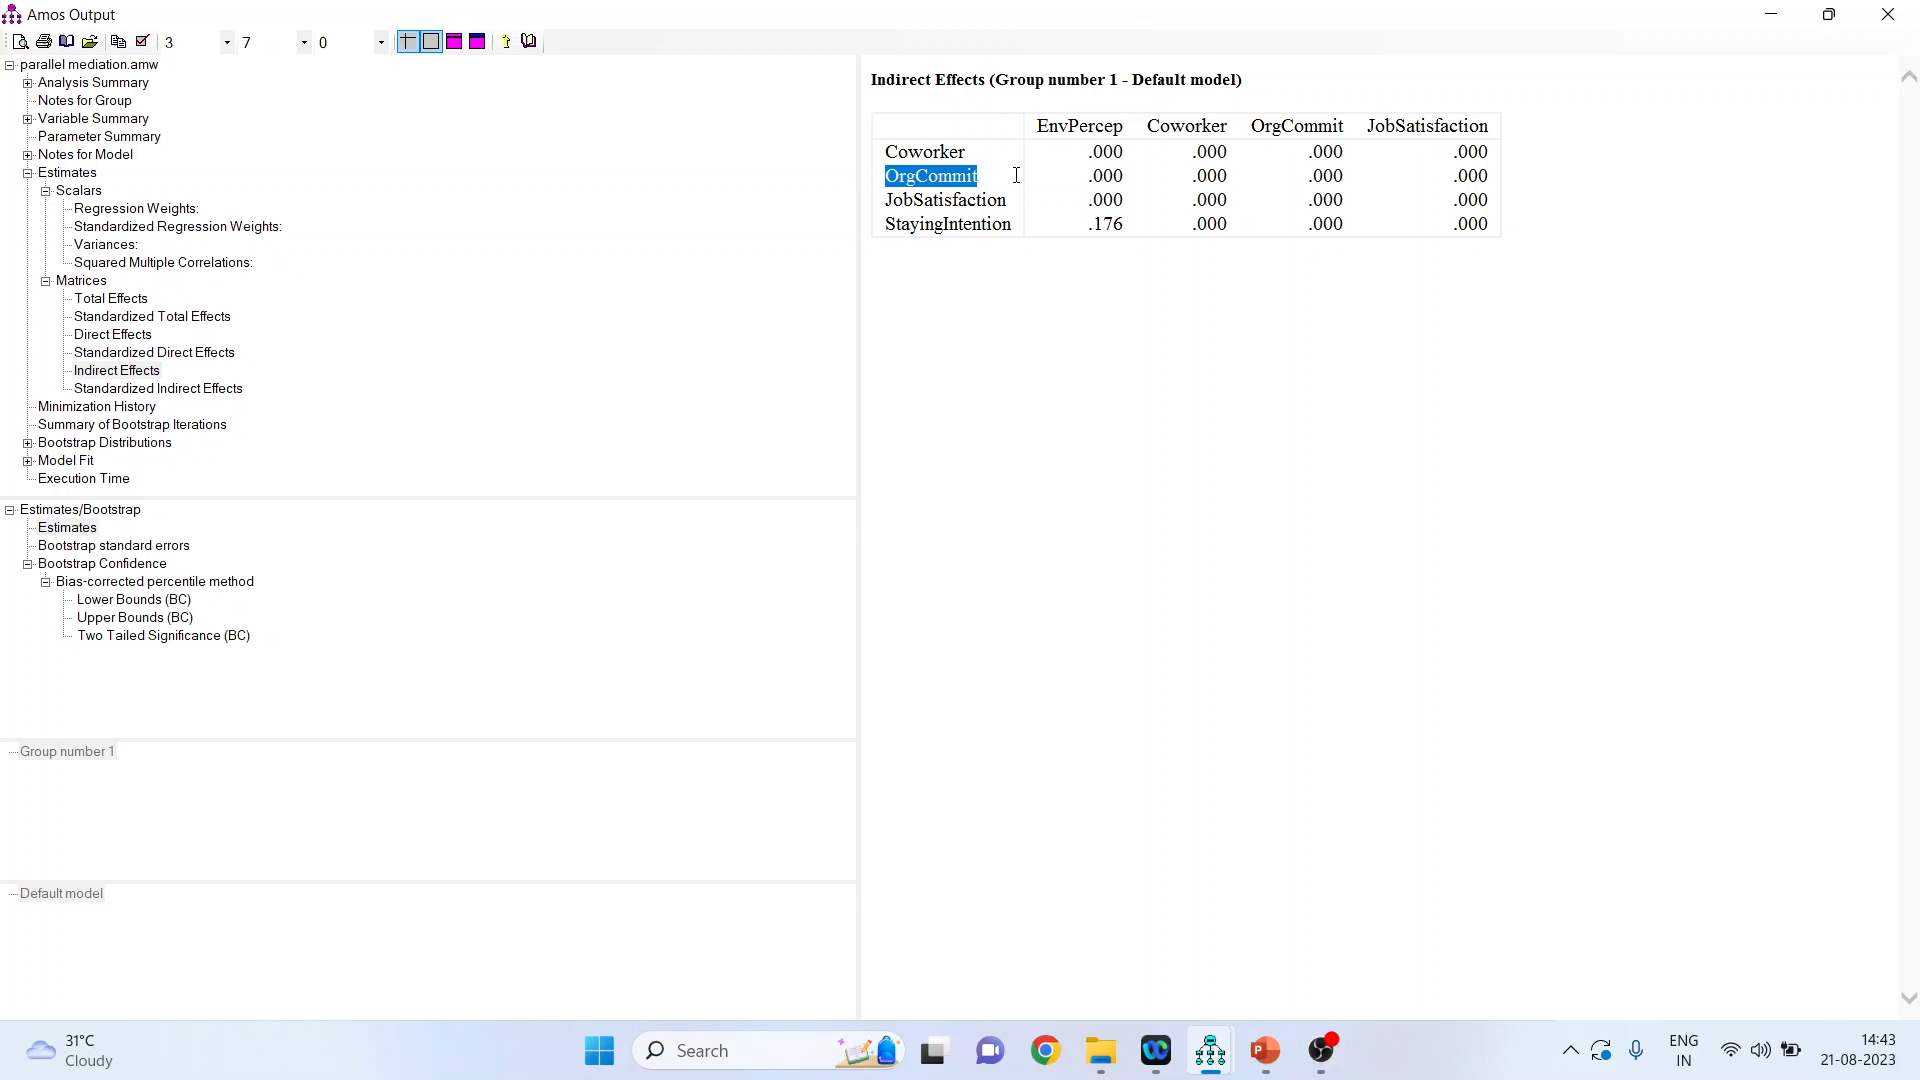 Amos Output
3 7 0
parallel mediation.amw
Analysis Summary
Notes for Group
Variable Summary
Parameter Summary
Notes for Model
Estimates
Scalars
Regression Weights:
Standardized Regression Weights:
Variances:
Squared Multiple Correlations:
Matrices
Total Effects
Standardized Total Effects
Direct Effects
Standardized Direct Effects
Indirect Effects
Standardized Indirect Effects
Minimization History
Summary of Bootstrap Iterations
Bootstrap Distributions
Model Fit
Execution Time
Estimates/Bootstrap
Estimates
Bootstrap standard errors
Bootstrap Confidence
Bias-corrected percentile method
Lower Bounds (BC)
Upper Bounds (BC)
Two Tailed Significance (BC)
Group number 1
Default model
Indirect Effects (Group number 1 - Default model)
EnvPercep Coworker OrgCommit JobSatisfaction
Coworker .000 .000 .000 .000
OrgCommit .000 .000 .000 .000
JobSatisfaction .000 .000 .000 .000
StayingIntention .176 .000 .000 .000
31°C
Cloudy
Search
ENG
IN
14:43
21-08-2023